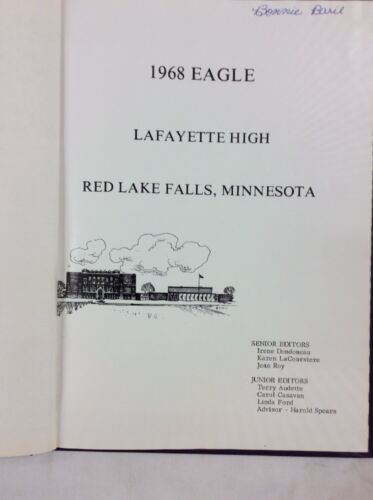 Bonnie Baril
1968 EAGLE
LAFAYETTE HIGH
RED LAKE FALLS, MINNESOTA
SENIOR EDITORS
Irene Dondoneau
Karen LaCoursiere
Jean Roy
JUNIOR EDITORS
Terry Audette
Carol Casavan
Linda Ford
Advisor - Harold Spears